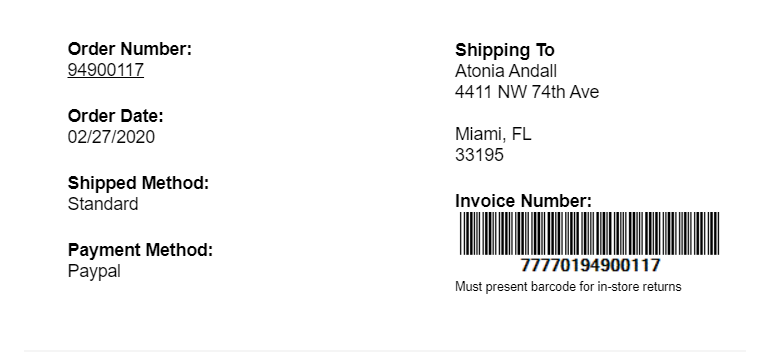 Order Number:
94900117
Order Date:
02/27/2020
Shipped Method:
Standard
Payment Method:
Paypal
Shipping To
Atonia Andall
4411 NW 74th Ave
Miami, FL
33195
Invoice Number:
77770194900117
Must present barcode for in-store returns